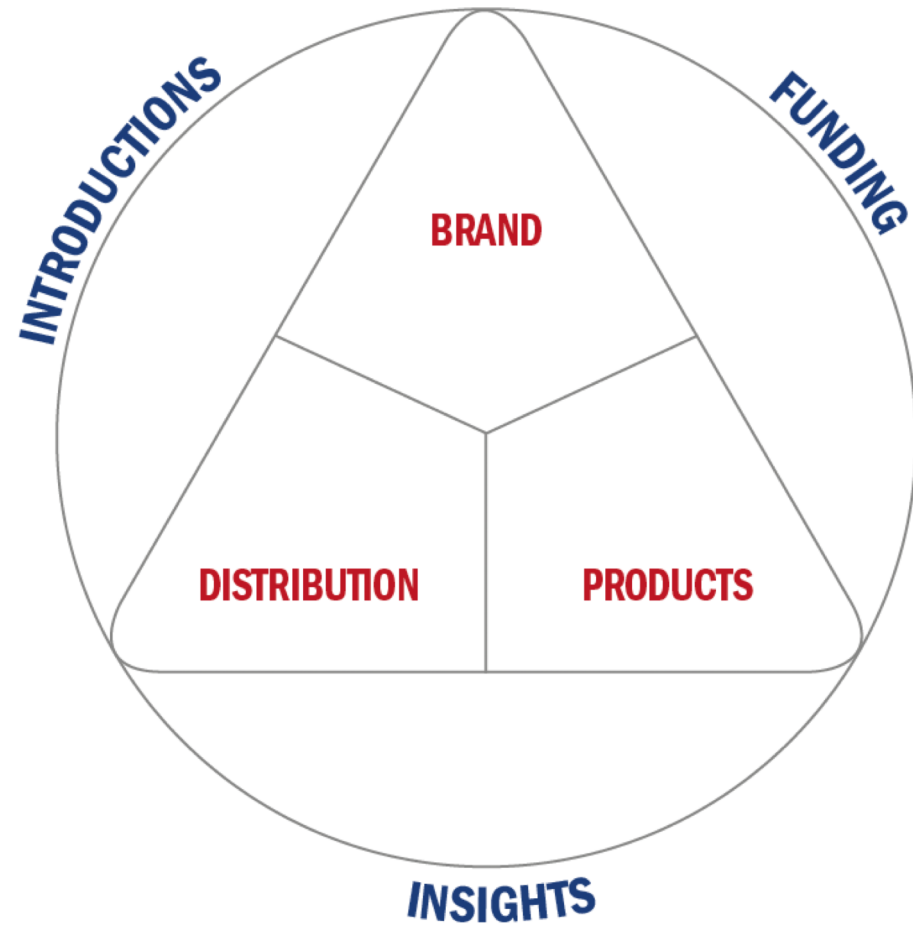 INTRODUCTIONS
FUNDING
BRAND
DISTRIBUTION
PRODUCTS
INSIGHTS